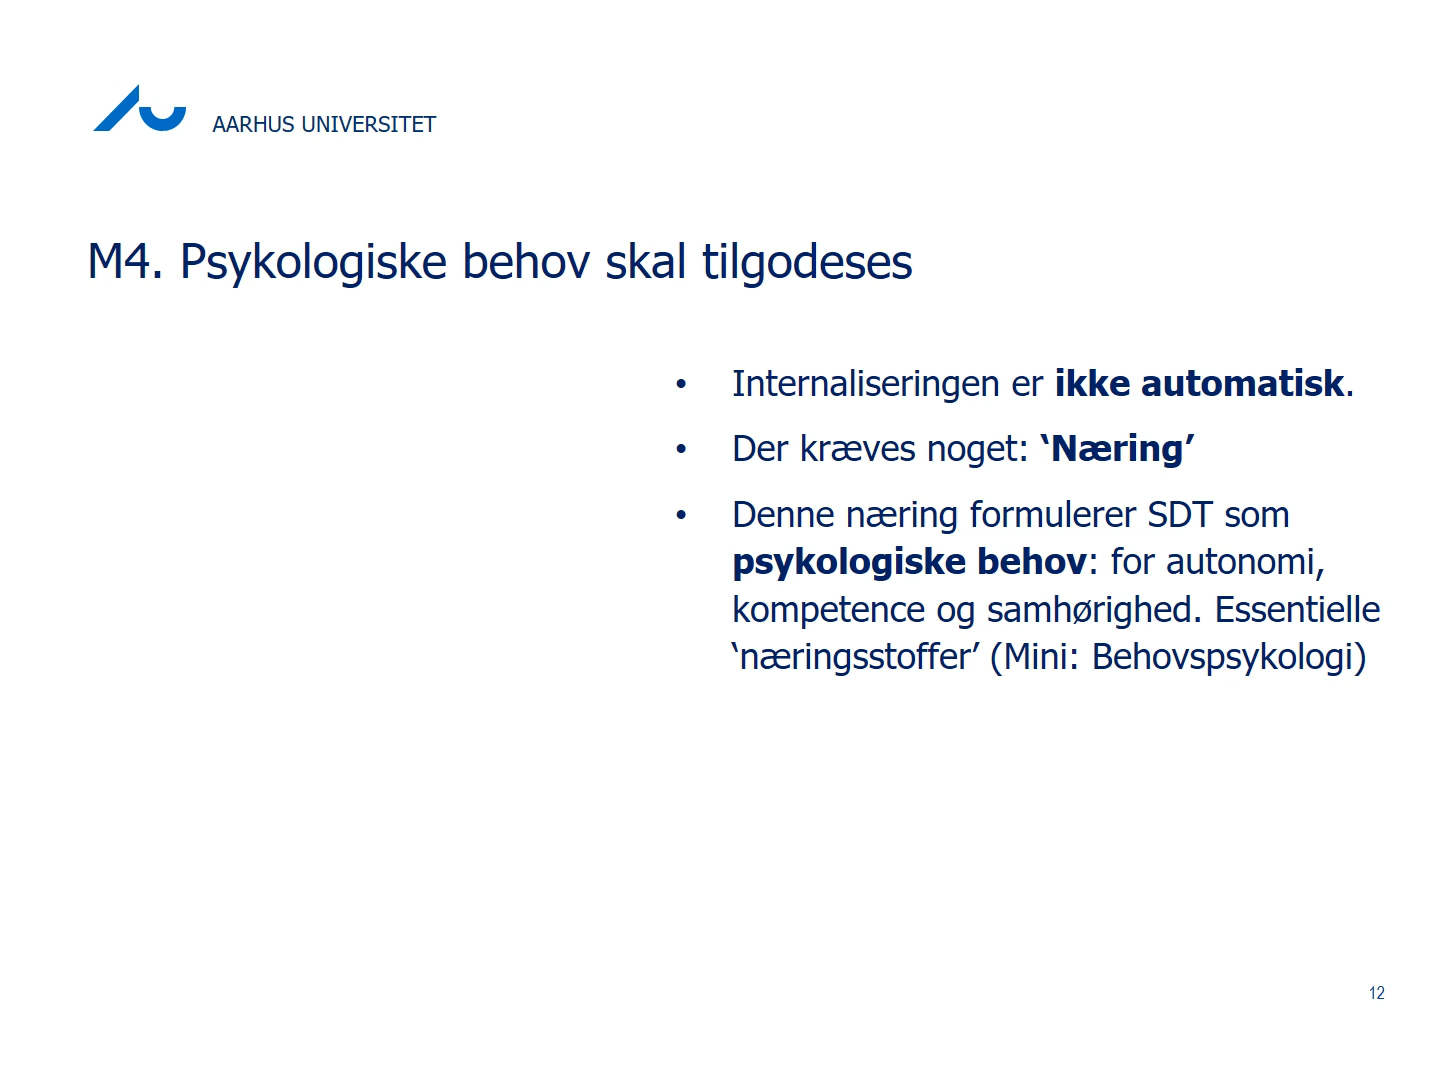 AARHUS UNIVERSITET
M4. Psykologiske behov skal tilgodeses
• Internaliseringen er ikke automatisk.
• Der kræves noget: ‘Næring’
• Denne næring formulerer SDT som
psykologiske behov: for autonomi,
kompetence og samhørighed. Essentielle
‘næringsstoffer’ (Mini: Behovspsykologi)
12